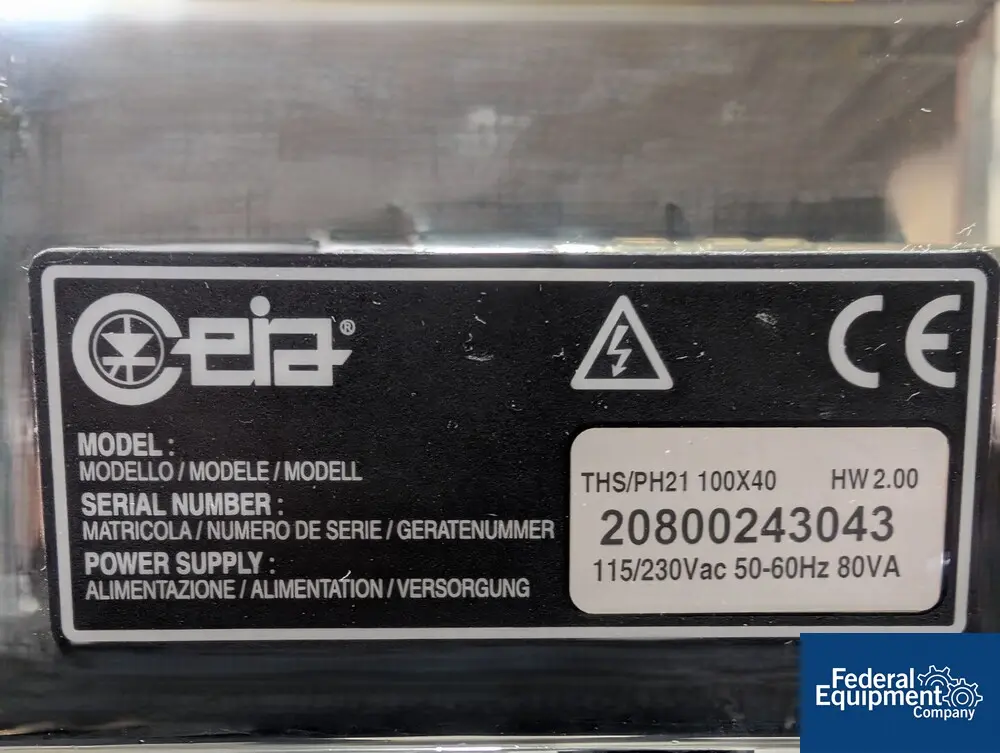 ceia®
CE
MODEL :
MODELLO / MODELE / MODELL
SERIAL NUMBER :
MATRICOLA / NUMERO DE SERIE / GERATENUMMER
POWER SUPPLY :
ALIMENTAZIONE / ALIMENTATION / VERSORGUNG
THS/PH21 100X40 HW 2.00
20800243043
115/230Vac 50-60Hz 80VA
Federal
Equipment
Company